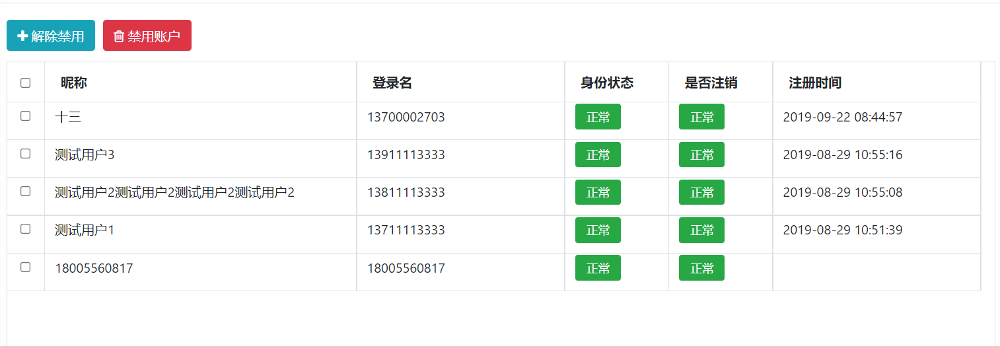 解除禁用 禁用账户
昵称 登录名 身份状态 是否注销 注册时间
十三 13700002703 正常 正常 2019-09-22 08:44:57
测试用户3 13911113333 正常 正常 2019-08-29 10:55:16
测试用户2测试用户2测试用户2测试用户2 13811113333 正常 正常 2019-08-29 10:55:08
测试用户1 13711113333 正常 正常 2019-08-29 10:51:39
18005560817 18005560817 正常 正常